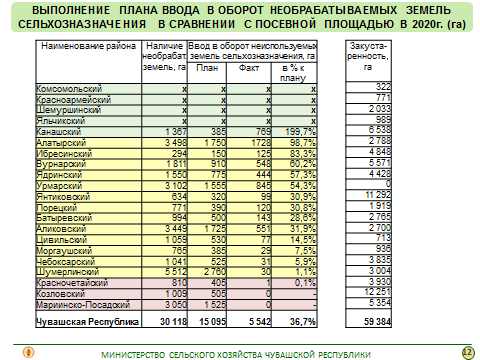 ВЫПОЛНЕНИЕ ПЛАНА ВВОДА В ОБОРОТ НЕОБРАБАТЫВАЕМЫХ ЗЕМЕЛЬ
СЕЛЬХОЗНАЗНАЧЕНИЯ В СРАВНЕНИИ С ПОСЕВНОЙ ПЛОЩАДЬЮ В 2020г. (га)
Наименование района Наличие необрабат. земель, га Ввод в оборот неиспользуемых земель сельхозназначения, га Закуста-ренность, га
План Факт в % к плану
Комсомольский х х х х 322
Красноармейский х х х х 771
Шемуршинский х х х х 2 033
Яльчикский х х х х 989
Канашский 1 367 385 769 199,7% 6 538
Алатырский 3 498 1 750 1728 98,7% 2 788
Ибресинский 294 150 125 83,3% 4 848
Вурнарский 1 811 910 548 60,2% 5 571
Ядринский 1 550 775 444 57,3% 4 428
Урмарский 3 102 1 555 845 54,3% 0
Янтиковский 634 320 99 30,9% 11 292
Порецкий 771 390 120 30,8% 1 919
Батыревский 994 500 143 28,6% 2 765
Аликовский 3 449 1 725 551 31,9% 2 700
Цивильский 1 059 530 77 14,5% 713
Моргаушский 765 385 29 7,5% 936
Чебоксарский 1 041 525 31 5,9% 3 835
Шумерлинский 5 512 2 760 30 1,1% 3 004
Красночетайский 810 405 1 0,1% 3 930
Козловский 1 009 505 0 - 12 251
Мариинско-Посадский 3 050 1 525 0 - 5 354
Чувашская Республика 30 118 15 095 5 542 36,7% 59 384
МИНИСТЕРСТВО СЕЛЬСКОГО ХОЗЯЙСТВА ЧУВАШСКОЙ РЕСПУБЛИКИ 12